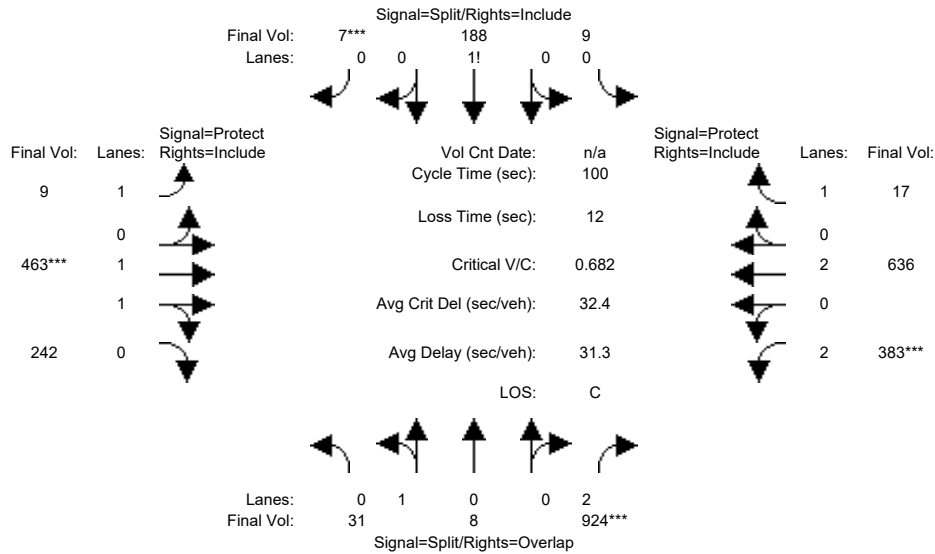 Signal=Split/Rights=Include
Final Vol: 7*** 188 9
Lanes: 0 0 1! 0 0
Signal=Protect Signal=Protect
Final Vol: Lanes: Rights=Include Vol Cnt Date: n/a Rights=Include Lanes: Final Vol:
Cycle Time (sec): 100
9 1 1 17
Loss Time (sec): 12
0 0
463*** 1 Critical V/C: 0.682 2 636
1 Avg Crit Del (sec/veh): 32.4 0
242 0 Avg Delay (sec/veh): 31.3 2 383***
LOS: C
Lanes: 0 1 0 0 2
Final Vol: 31 8 924***
Signal=Split/Rights=Overlap